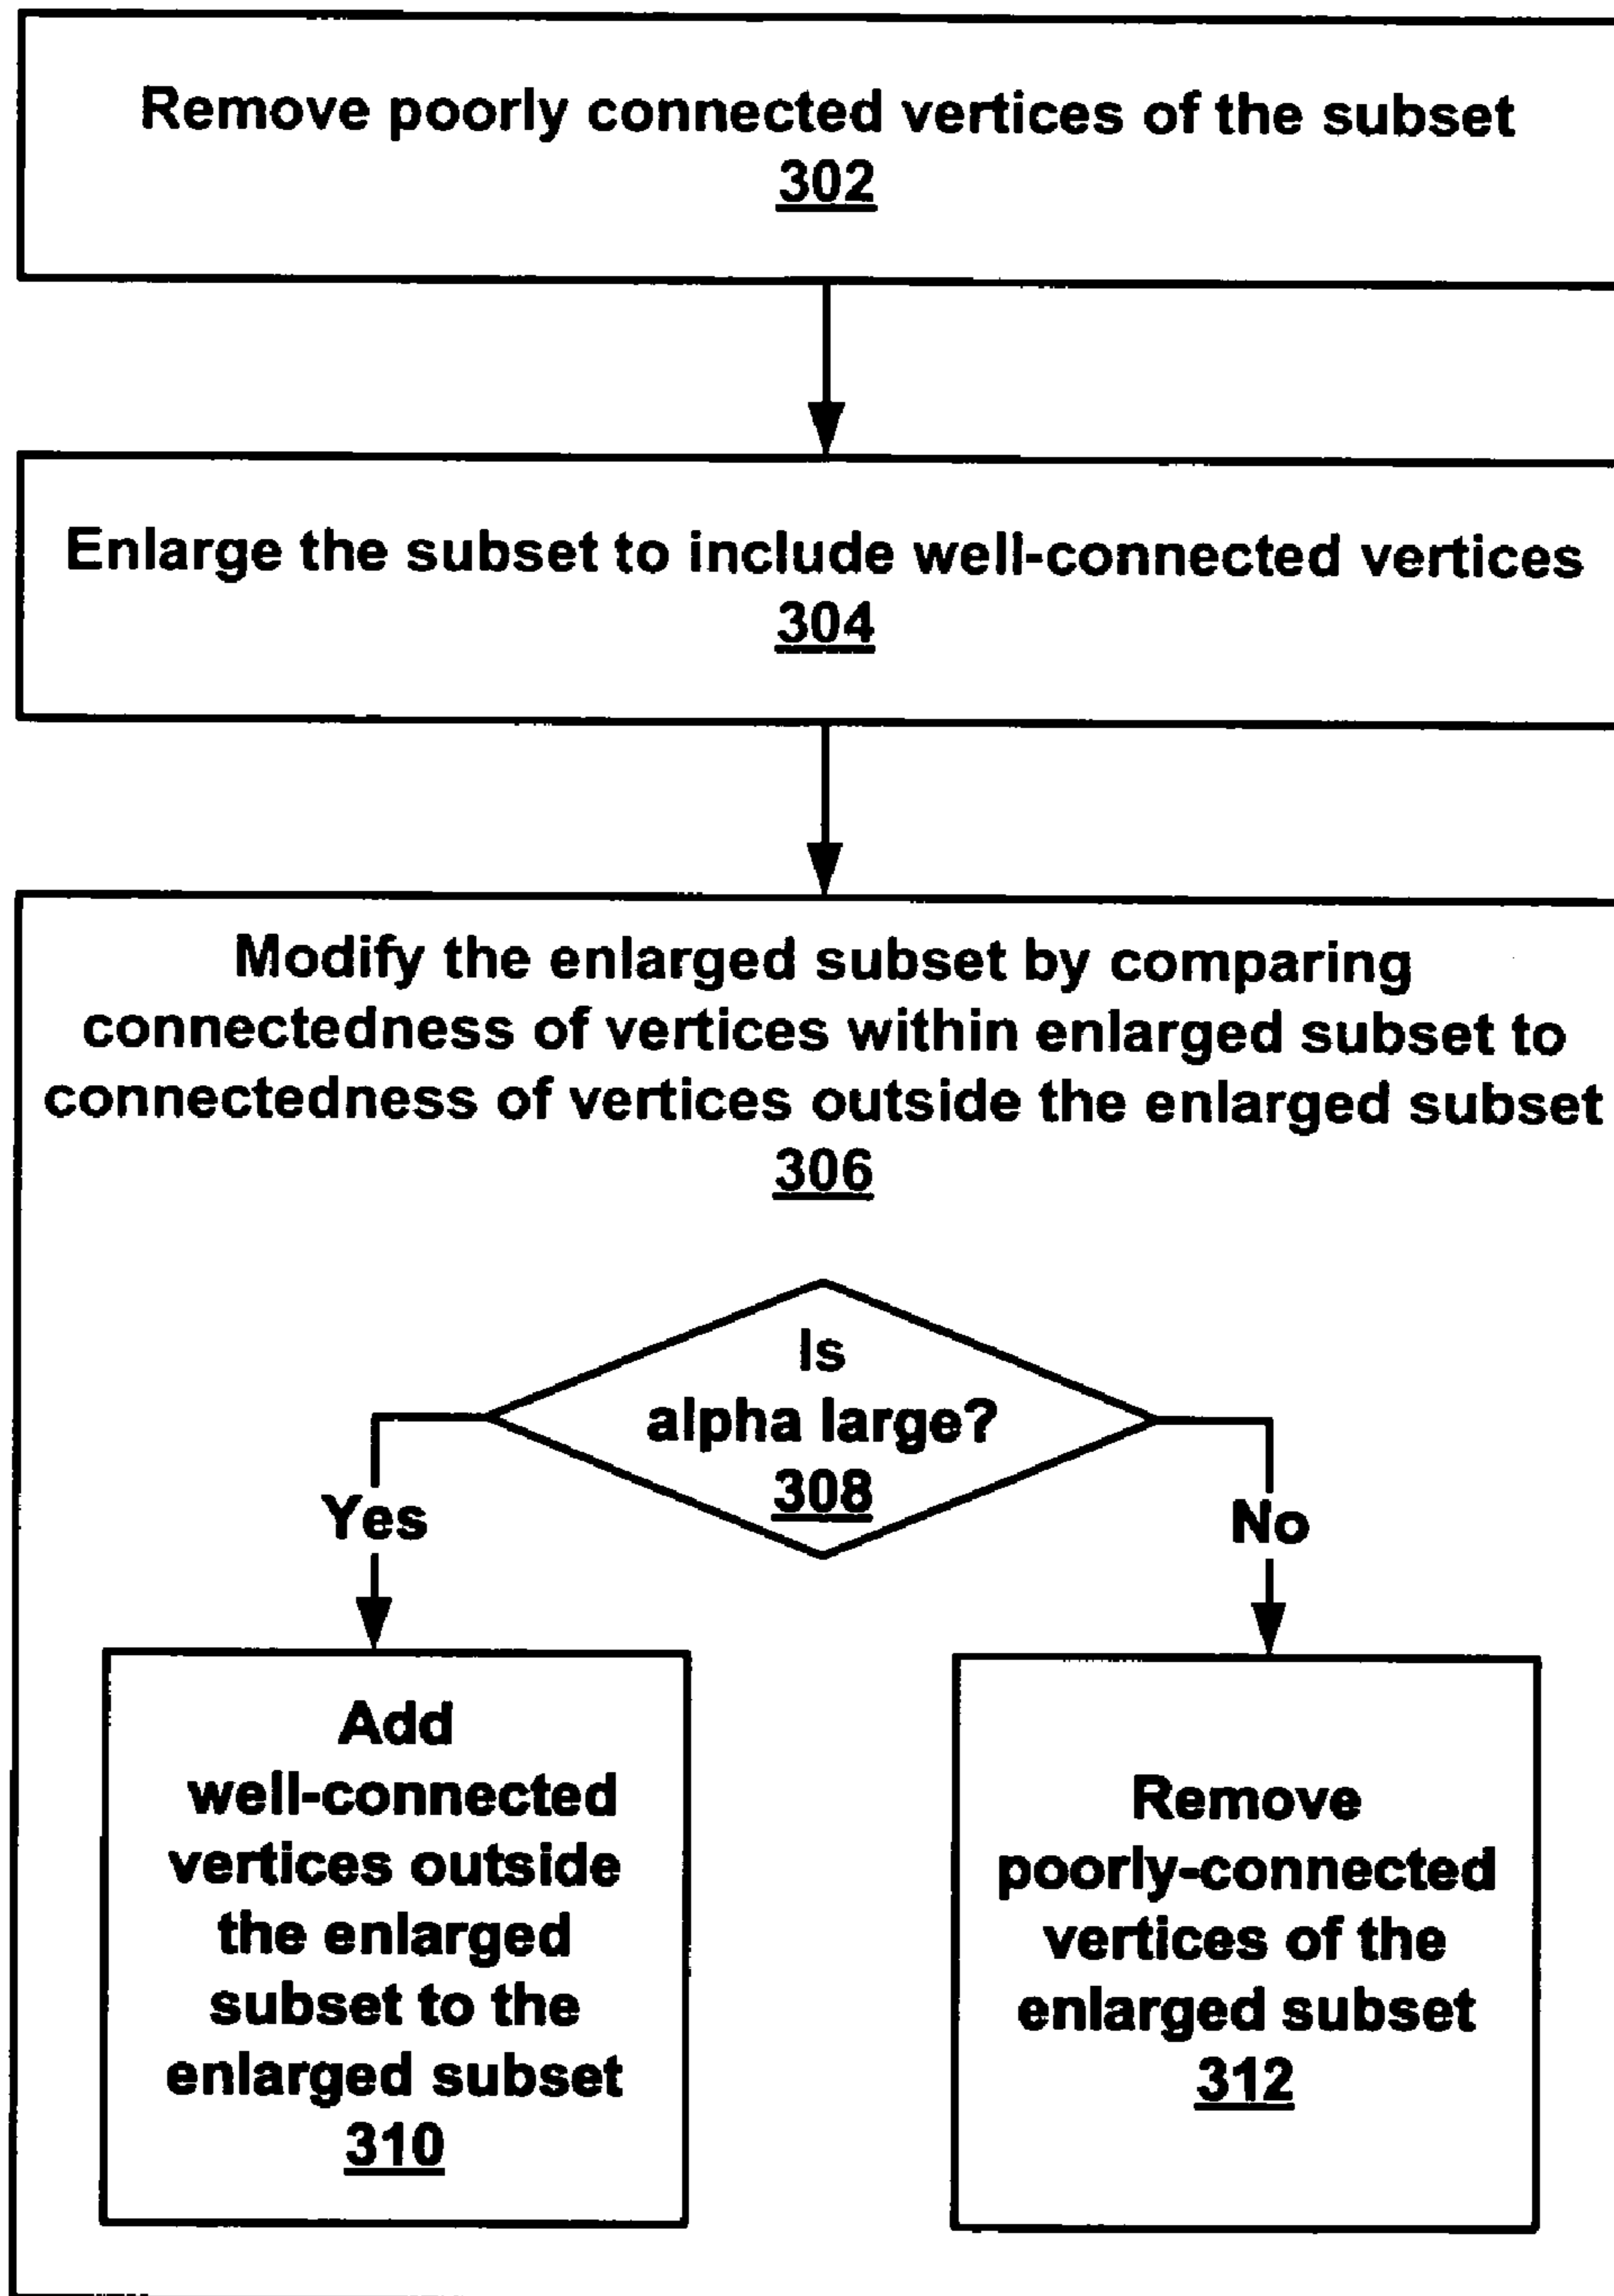 Remove poorly connected vertices of the subset
302
Enlarge the subset to include well-connected vertices
304
Modify the enlarged subset by comparing
connectedness of vertices within enlarged subset to
connectedness of vertices outside the enlarged subset
306
Is
alpha large?
308
Yes
No
Add
well-connected
vertices outside
the enlarged
subset to the
enlarged subset
310
Remove
poorly-connected
vertices of the
enlarged subset
312